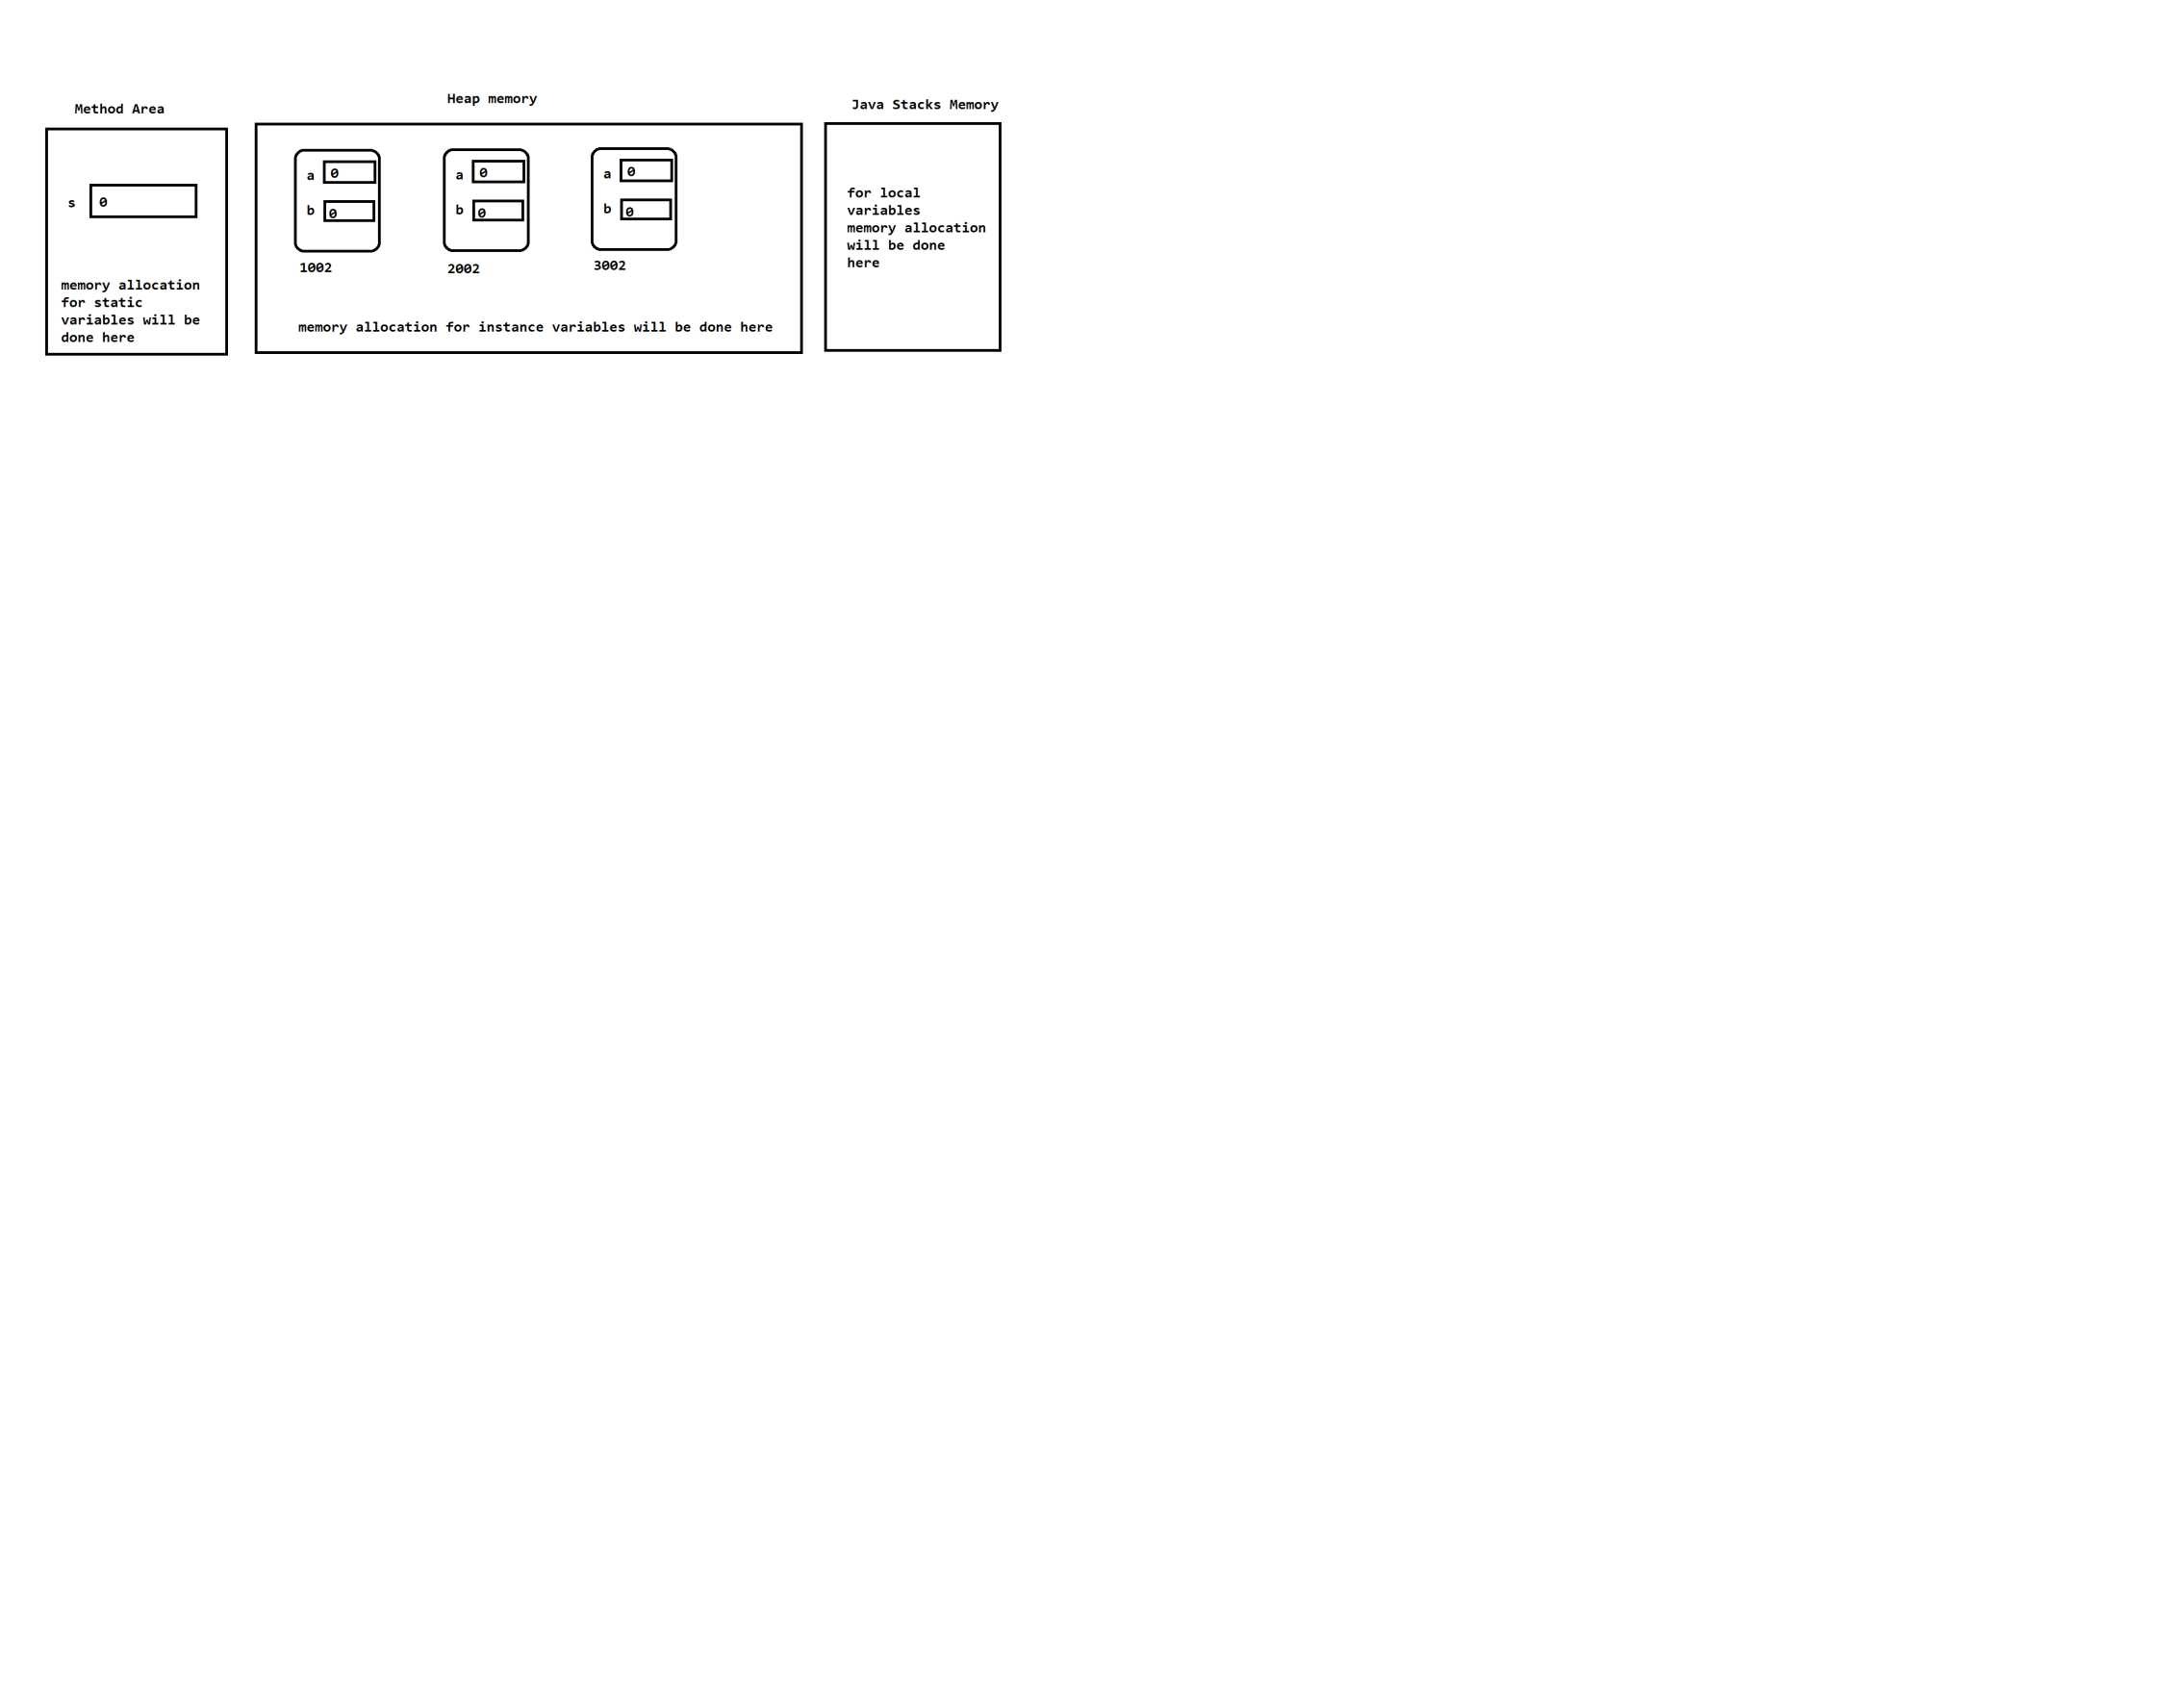 Method Area
s 0
memory allocation
for static
variables will be
done here
Heap memory
a 0
b 0
1002
a 0
b 0
2002
a 0
b 0
3002
memory allocation for instance variables will be done here
Java Stacks Memory
for local
variables
memory allocation
will be done
here